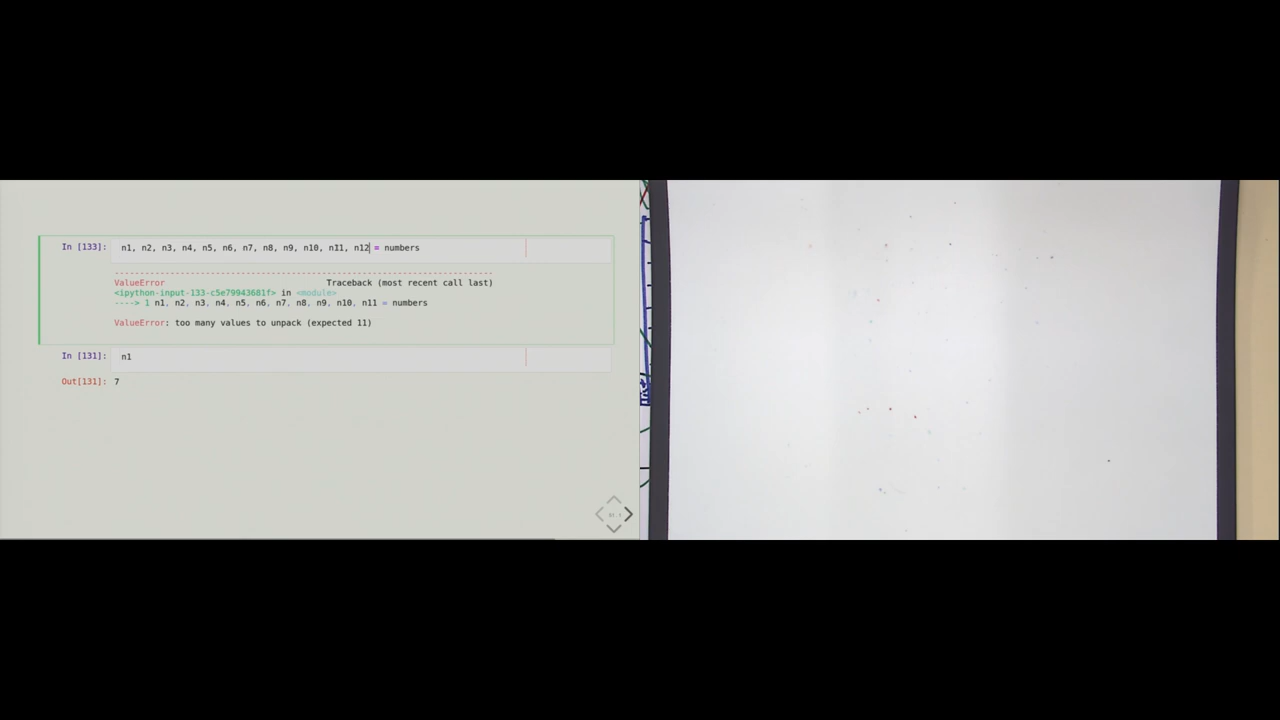 In [133]: n1, n2, n3, n4, n5, n6, n7, n8, n9, n10, n11, n12 = numbers
---------------------------------------------------------------------------
ValueError Traceback (most recent call last)
<ipython-input-133-c5e79943681f> in <module>
----> 1 n1, n2, n3, n4, n5, n6, n7, n8, n9, n10, n11 = numbers
ValueError: too many values to unpack (expected 11)
In [131]: n1
Out[131]: 7